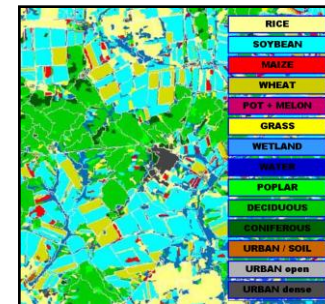 RICE
SOYBEAN
MAIZE
WHEAT
POT + MELON
GRASS
WETLAND
WATER
POPLAR
DECIDUOUS
CONIFEROUS
URBAN / SOIL
URBAN open
URBAN dense